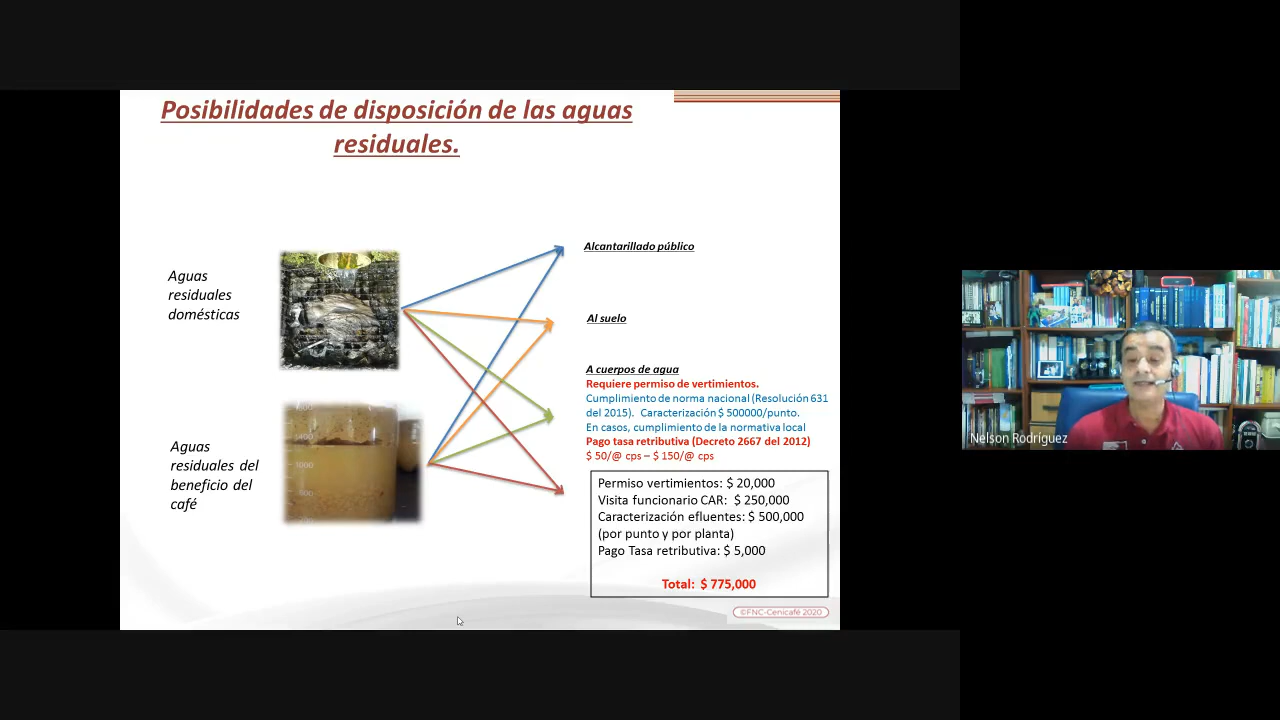 Posibilidades de disposición de las aguas
residuales.
Aguas
residuales
domésticas
Aguas
residuales del
beneficio del
café
Alcantarillado público
Al suelo
A cuerpos de agua
Requiere permiso de vertimientos.
Cumplimiento de norma nacional (Resolución 631
del 2015). Caracterización $ 500000/punto.
En casos, cumplimiento de la normativa local
Pago tasa retributiva (Decreto 2667 del 2012)
$ 50/@ cps – $ 150/@ cps
Permiso vertimientos: $ 20,000
Visita funcionario CAR: $ 250,000
Caracterización efluentes: $ 500,000
(por punto y por planta)
Pago Tasa retributiva: $ 5,000
Total: $ 775,000
©FNC-Cenicafé 2020
Nelson Rodríguez
1400
1000